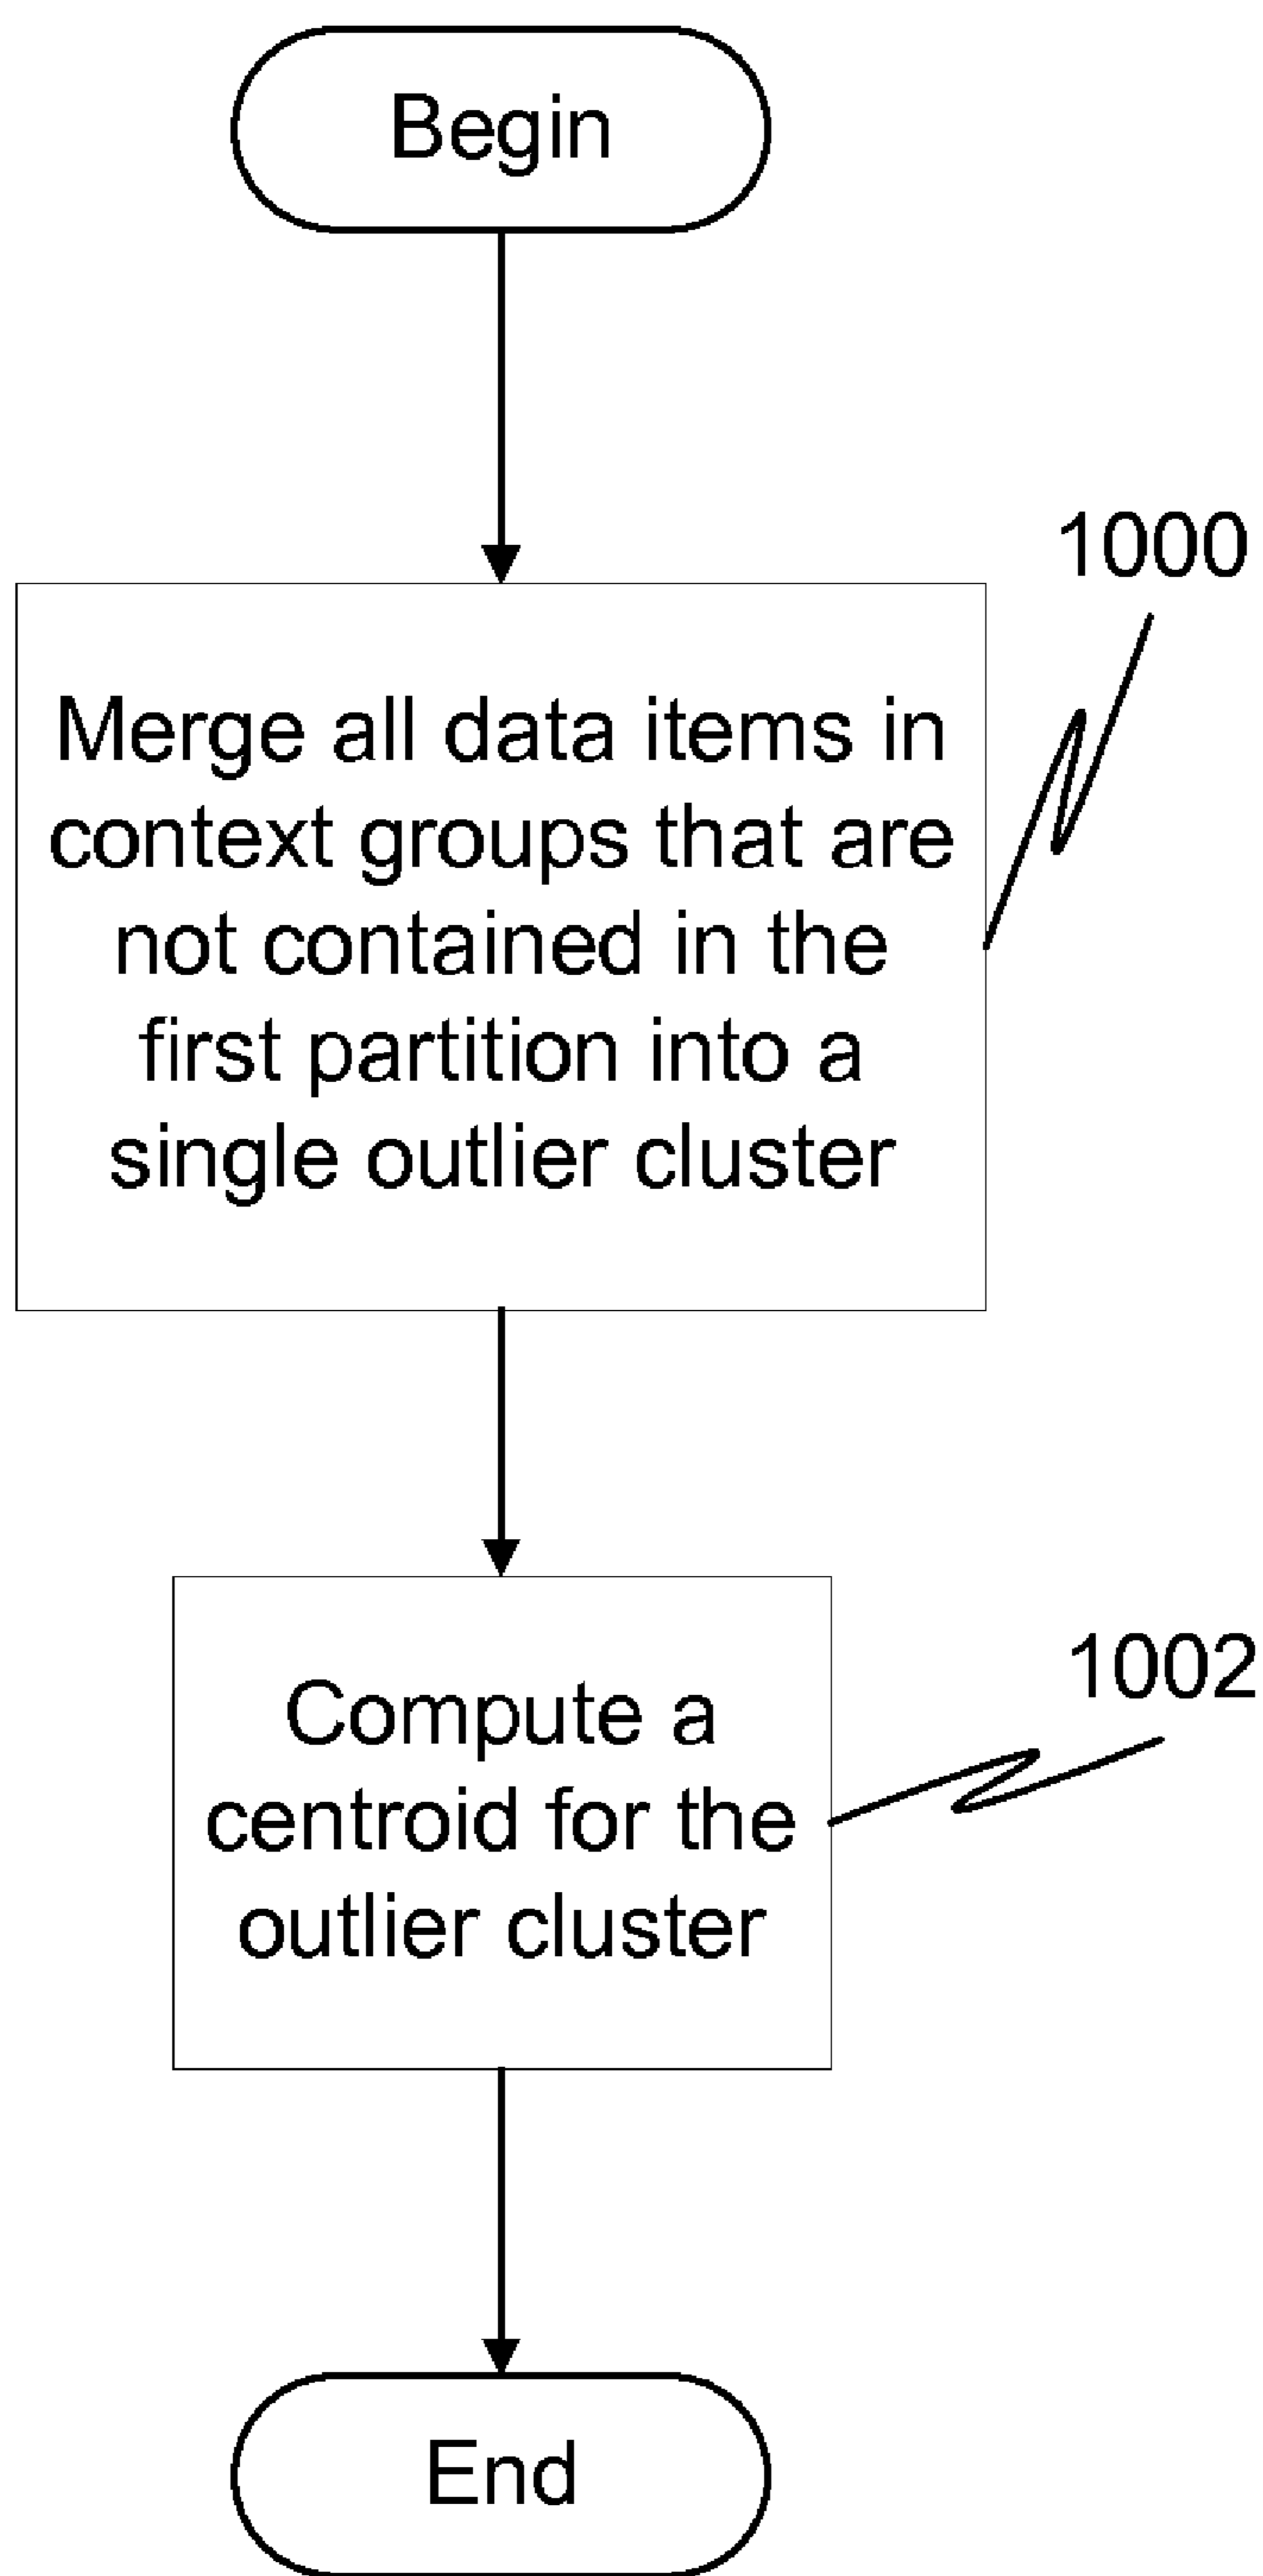 Begin
1000
Merge all data items in
context groups that are
not contained in the
first partition into a
single outlier cluster
1002
Compute a
centroid for the
outlier cluster
End